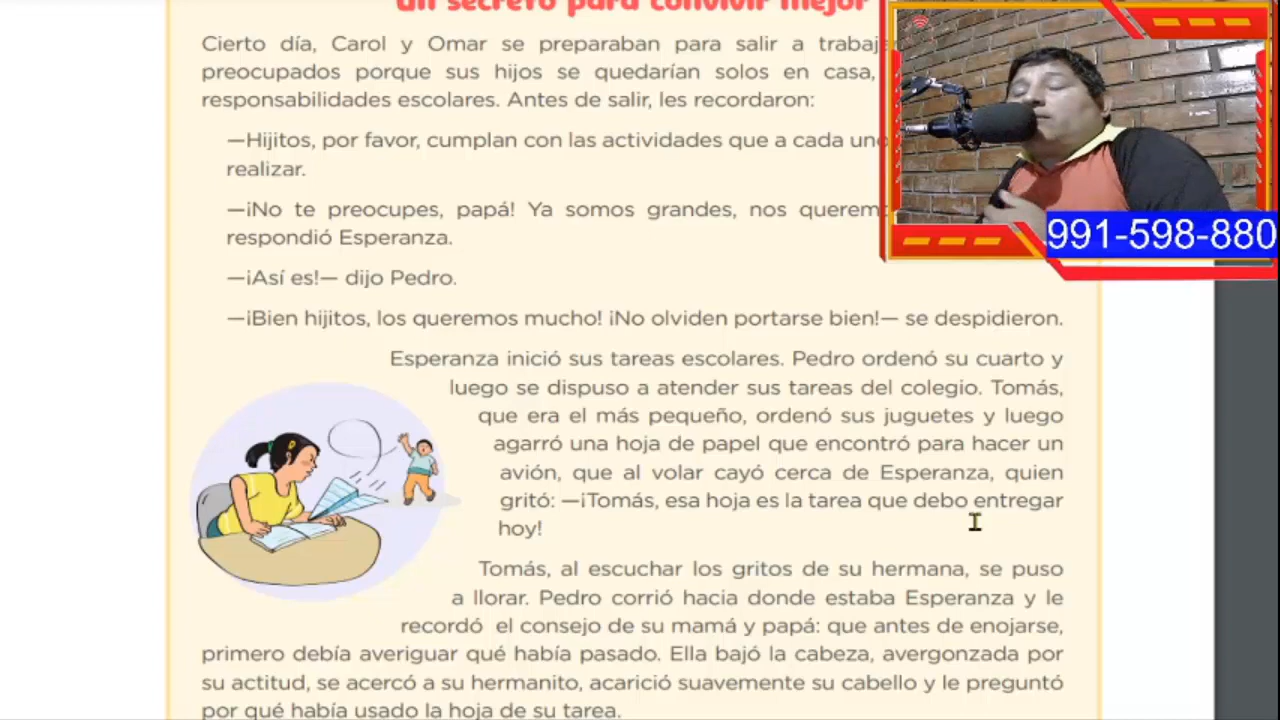 un secreto para convivir mejor
Cierto día, Carol y Omar se preparaban para salir a
preocupados porque sus hijos se quedarían solos en casa,
responsabilidades escolares. Antes de salir, les recordaron:
—Hijitos, por favor, cumplan con las actividades que a cada
realizar.
—¡No te preocupes, papá! Ya somos grandes, nos
respondió Esperanza.
—¡Así es!— dijo Pedro.
—¡Bien hijitos, los queremos mucho! ¡No olviden portarse bien!— se despidieron.
Esperanza inició sus tareas escolares. Pedro ordenó su cuarto y
luego se dispuso a atender sus tareas del colegio. Tomás,
que era el más pequeño, ordenó sus juguetes y luego
agarró una hoja de papel que encontró para hacer un
avión, que al volar cayó cerca de Esperanza, quien
gritó: —¡Tomás, esa hoja es la tarea que debo entregar
hoy!
Tomás, al escuchar los gritos de su hermana, se puso
a llorar. Pedro corrió hacia donde estaba Esperanza y le
recordó el consejo de su mamá y papá: que antes de enojarse,
primero debía averiguar qué había pasado. Ella bajó la cabeza, avergonzada por
su actitud, se acercó a su hermanito, acarició suavemente su cabello y le preguntó
por qué había usado la hoja de su tarea.
991-598-880